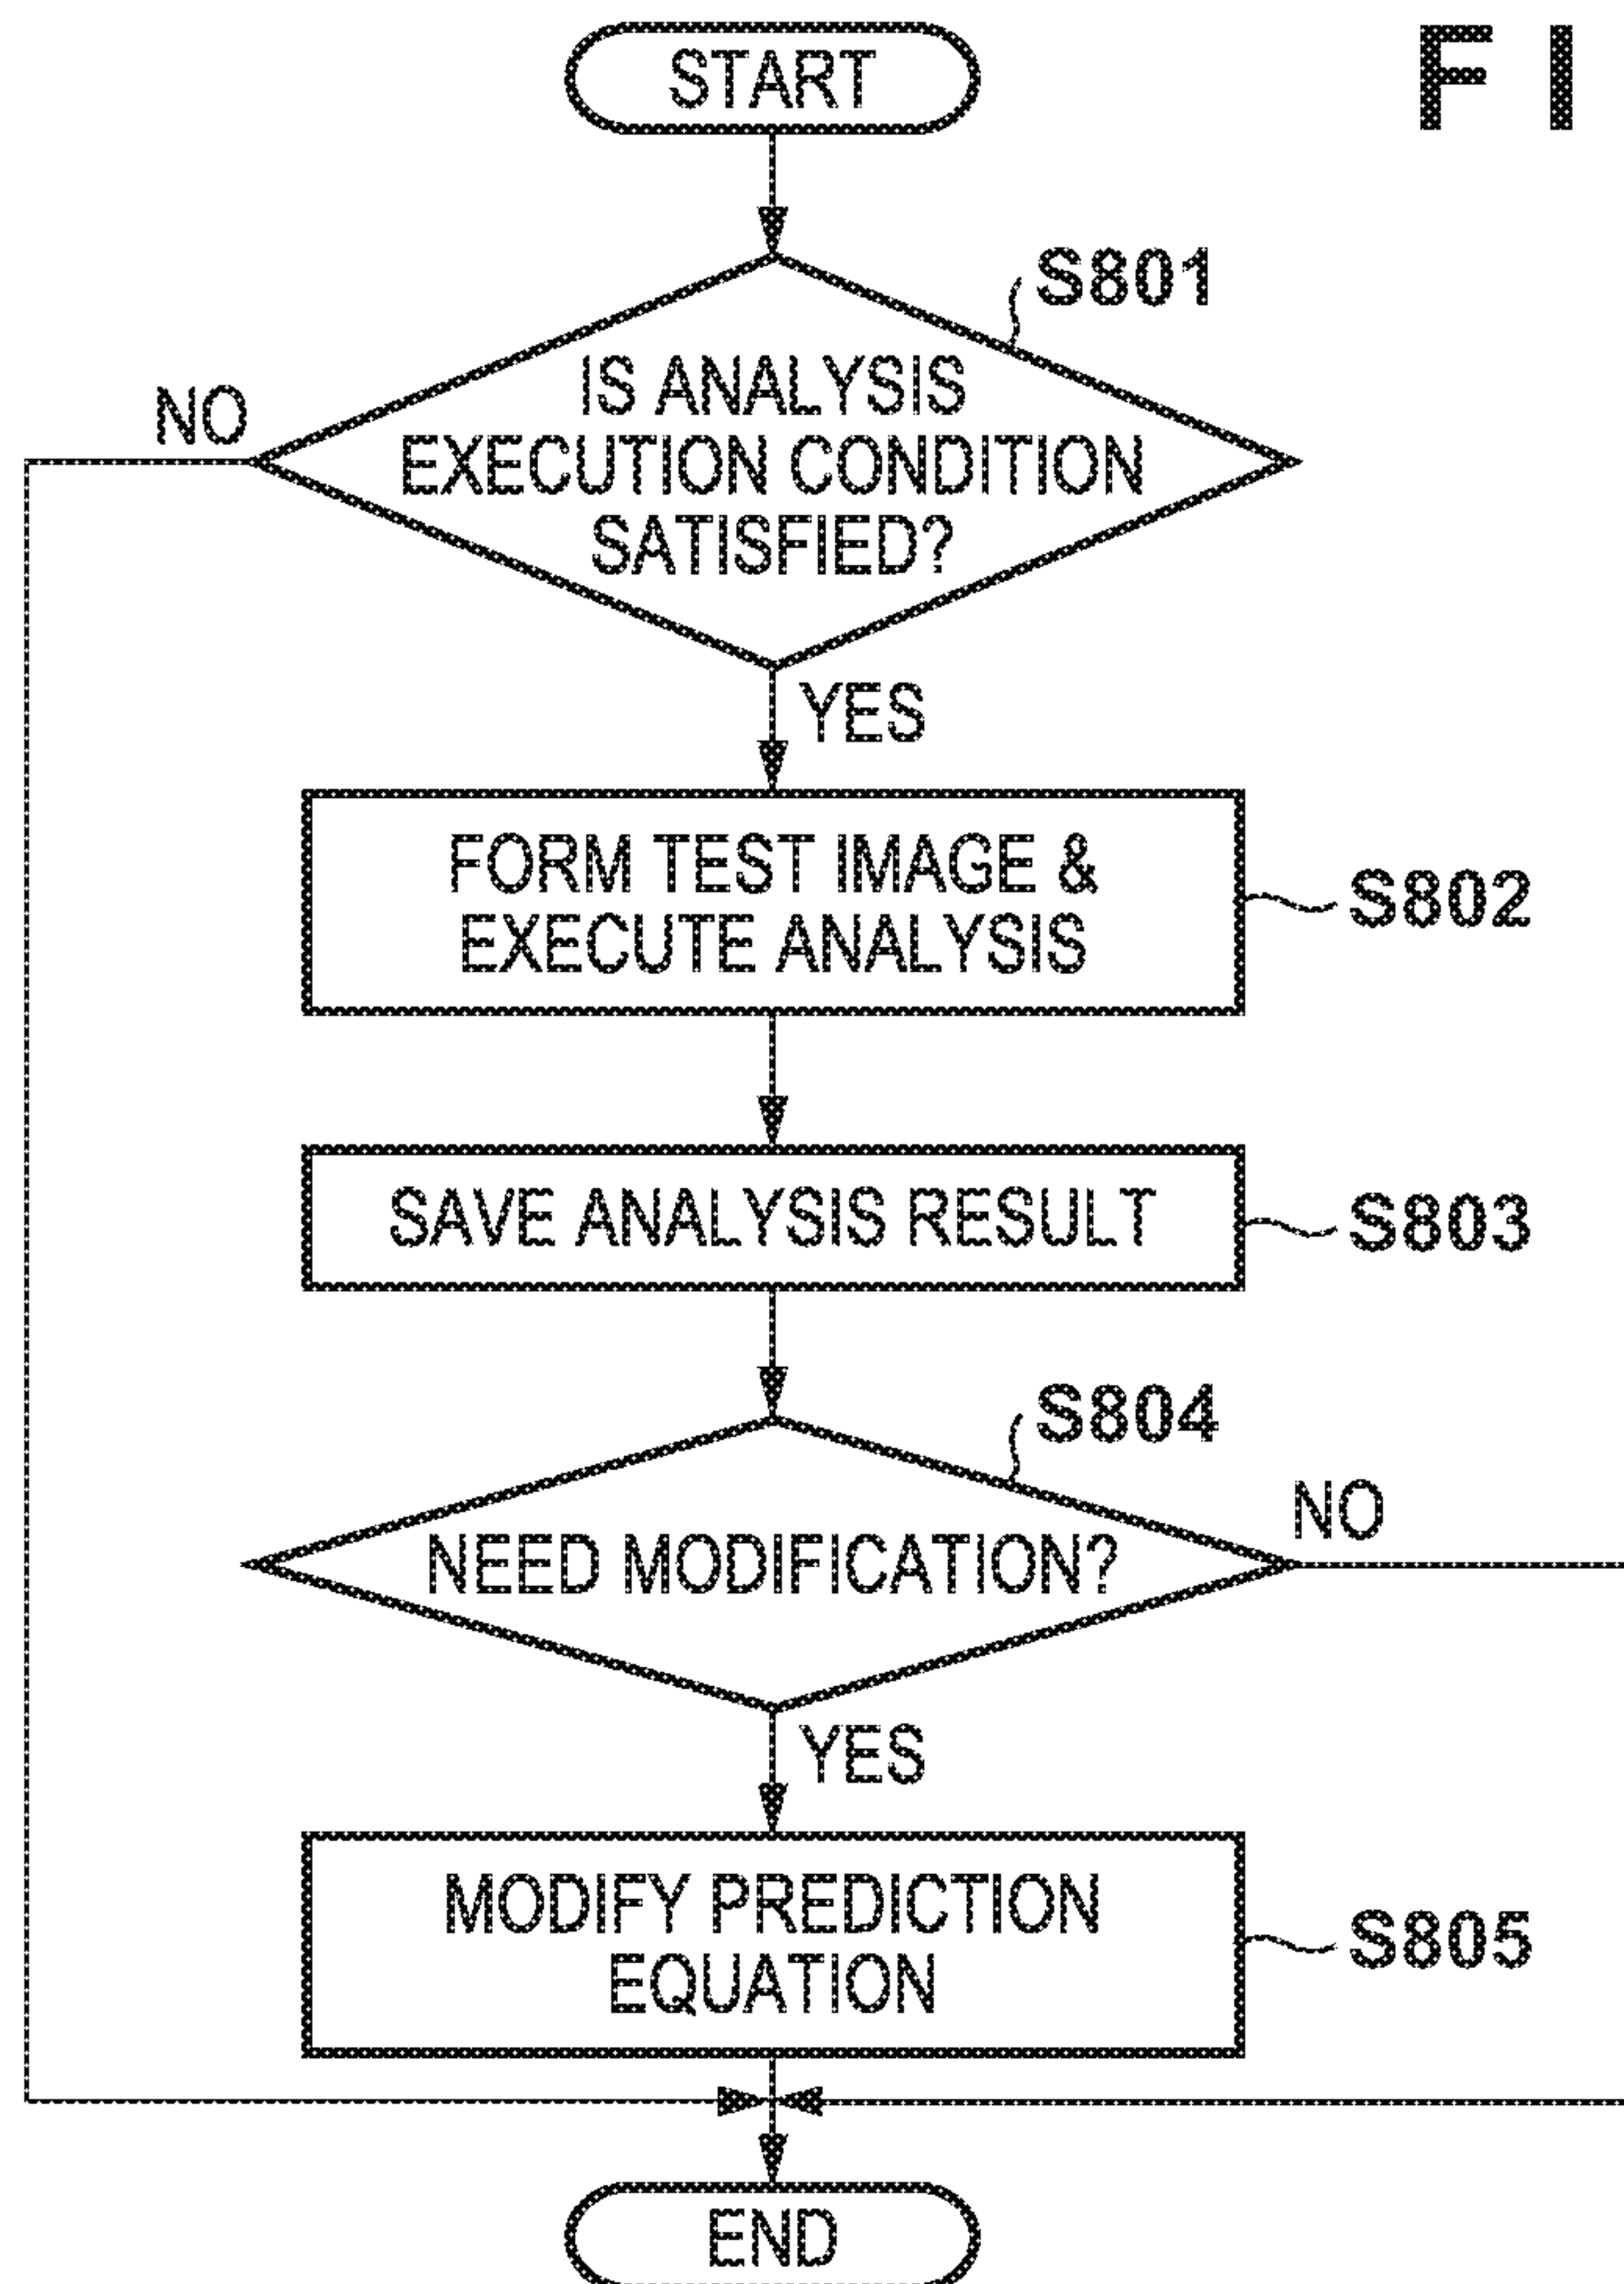 START
F I
S801
IS ANALYSIS
EXECUTION CONDITION
SATISFIED?
NO
YES
FORM TEST IMAGE &
EXECUTE ANALYSIS
S802
SAVE ANALYSIS RESULT
S803
S804
NEED MODIFICATION?
NO
YES
MODIFY PREDICTION
EQUATION
S805
END